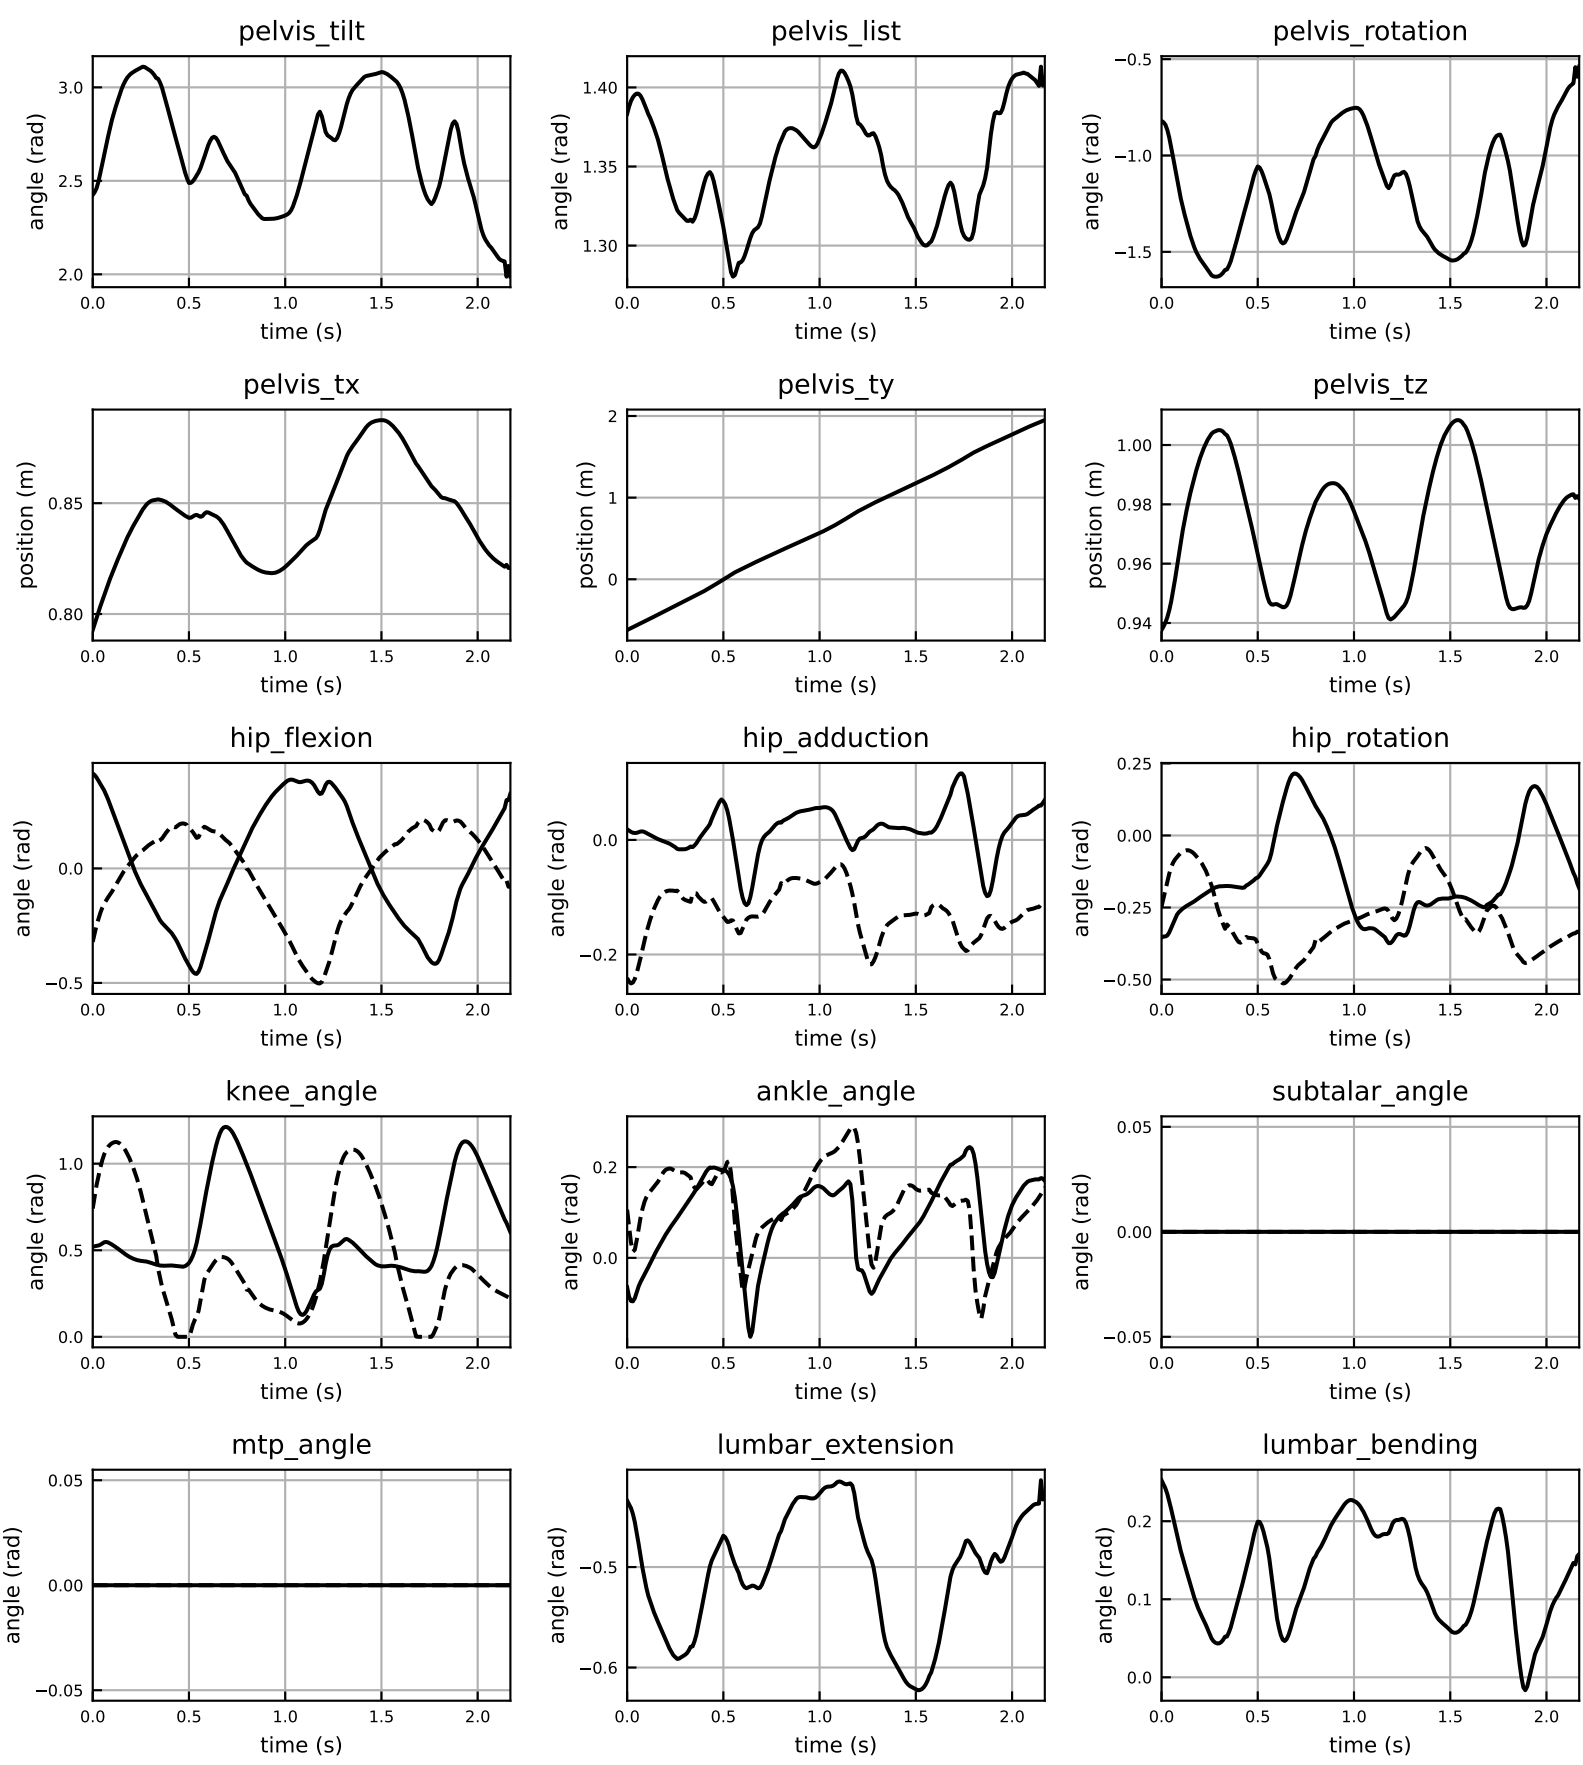 pelvis_tilt
angle (rad)
3.0
2.5
2.0
0.0 0.5 1.0 1.5 2.0
time (s)
pelvis_list
angle (rad)
1.40
1.35
1.30
0.0 0.5 1.0 1.5 2.0
time (s)
pelvis_rotation
angle (rad)
−0.5
−1.0
−1.5
0.0 0.5 1.0 1.5 2.0
time (s)
pelvis_tx
position (m)
0.85
0.80
0.0 0.5 1.0 1.5 2.0
time (s)
pelvis_ty
position (m)
2
1
0
0.0 0.5 1.0 1.5 2.0
time (s)
pelvis_tz
position (m)
1.00
0.98
0.96
0.94
0.0 0.5 1.0 1.5 2.0
time (s)
hip_flexion
angle (rad)
0.0
−0.5
0.0 0.5 1.0 1.5 2.0
time (s)
hip_adduction
angle (rad)
0.0
−0.2
0.0 0.5 1.0 1.5 2.0
time (s)
hip_rotation
angle (rad)
0.25
0.00
−0.25
−0.50
0.0 0.5 1.0 1.5 2.0
time (s)
knee_angle
angle (rad)
1.0
0.5
0.0
0.0 0.5 1.0 1.5 2.0
time (s)
ankle_angle
angle (rad)
0.2
0.0
0.0 0.5 1.0 1.5 2.0
time (s)
subtalar_angle
angle (rad)
0.05
0.00
−0.05
0.0 0.5 1.0 1.5 2.0
time (s)
mtp_angle
angle (rad)
0.05
0.00
−0.05
0.0 0.5 1.0 1.5 2.0
time (s)
lumbar_extension
angle (rad)
−0.5
−0.6
0.0 0.5 1.0 1.5 2.0
time (s)
lumbar_bending
angle (rad)
0.2
0.1
0.0
0.0 0.5 1.0 1.5 2.0
time (s)